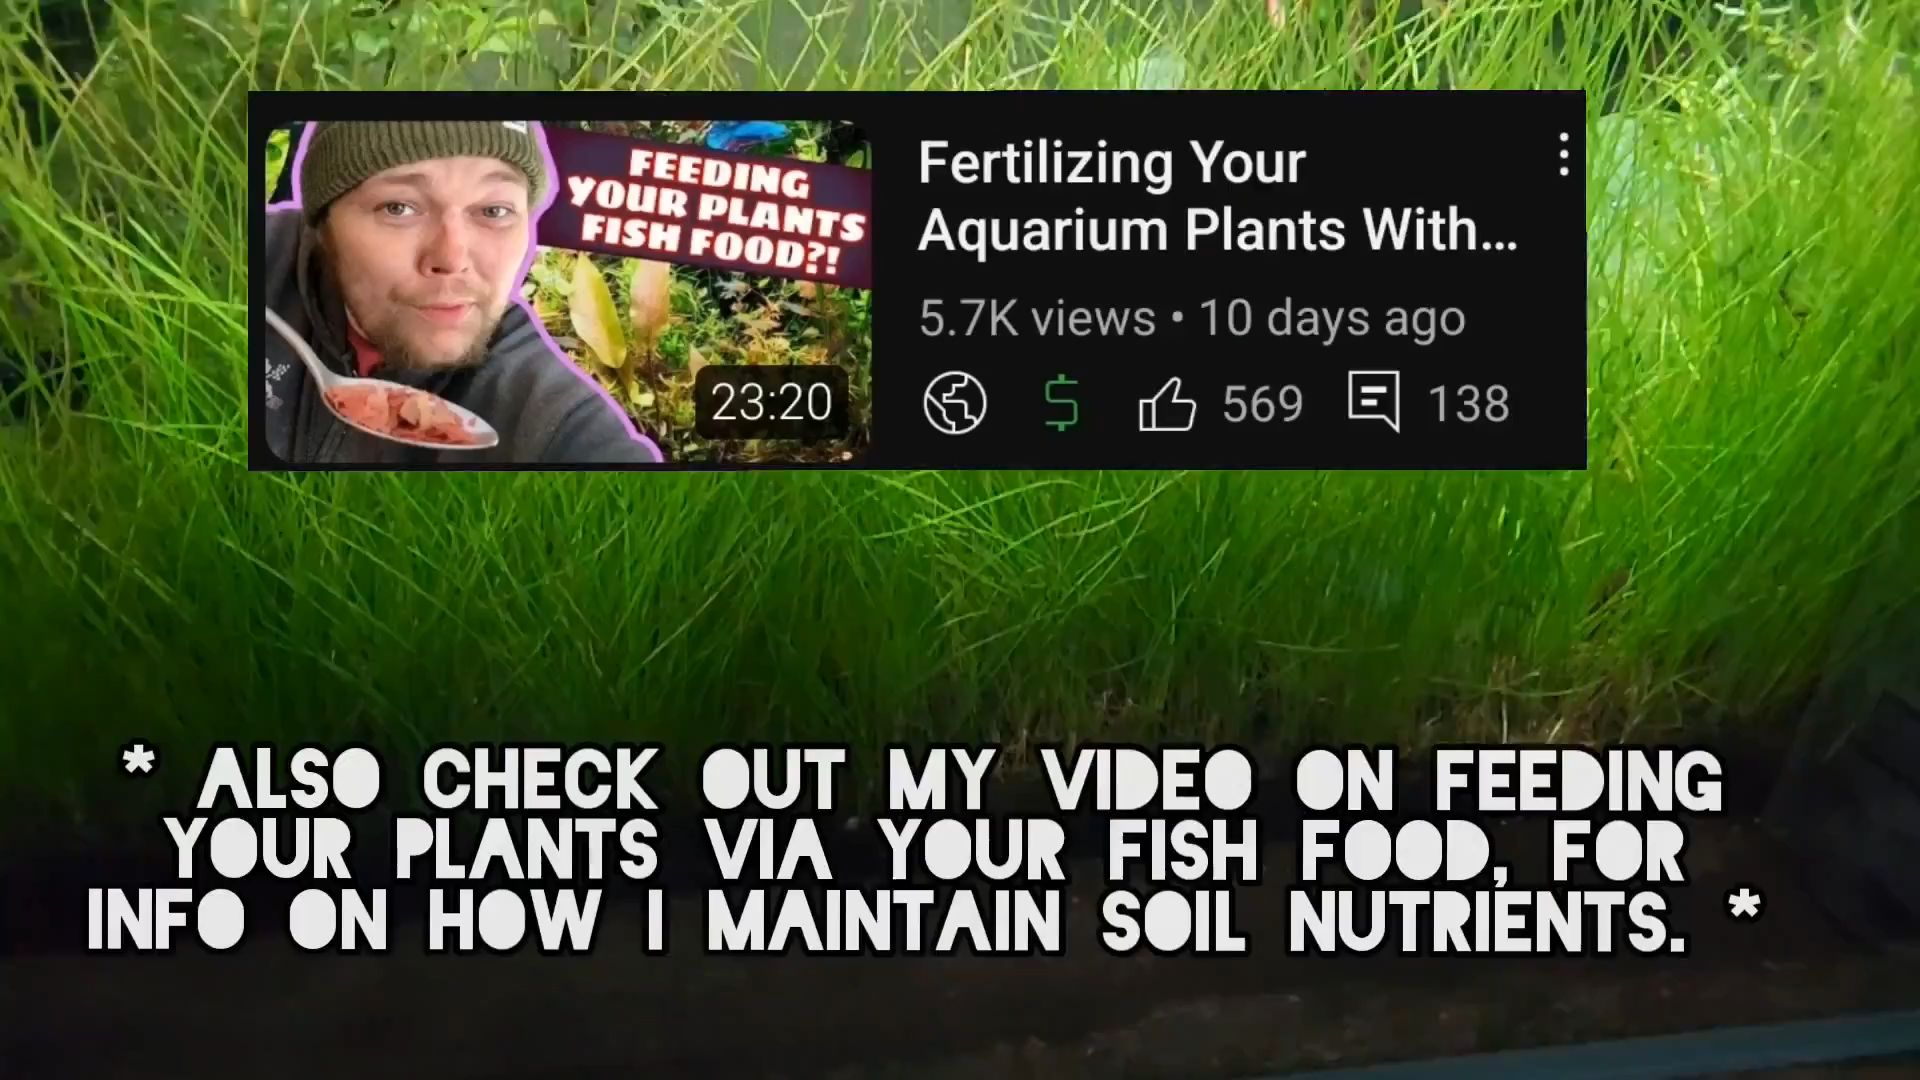 FEEDING
YOUR PLANTS
FISH FOOD?!
23:20
Fertilizing Your
Aquarium Plants With...
5.7K views • 10 days ago
569
138
* ALSO CHECK OUT MY VIDEO ON FEEDING
YOUR PLANTS VIA YOUR FISH FOOD, FOR
INFO ON HOW I MAINTAIN SOIL NUTRIENTS. *